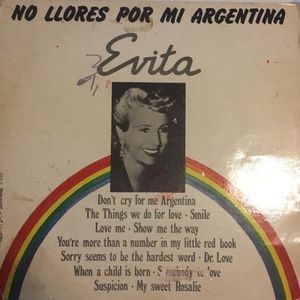 NO LLORES POR MI ARGENTINA
Evita
Don't cry for me Argentina
The Things we do for love · Smile
Love me · Show me the way
You're more than a number in my little red book
Sorry seems to be the hardest word · Dr. Love
When a child is born · Somebody to love
Suspicion · My sweet Rosalie